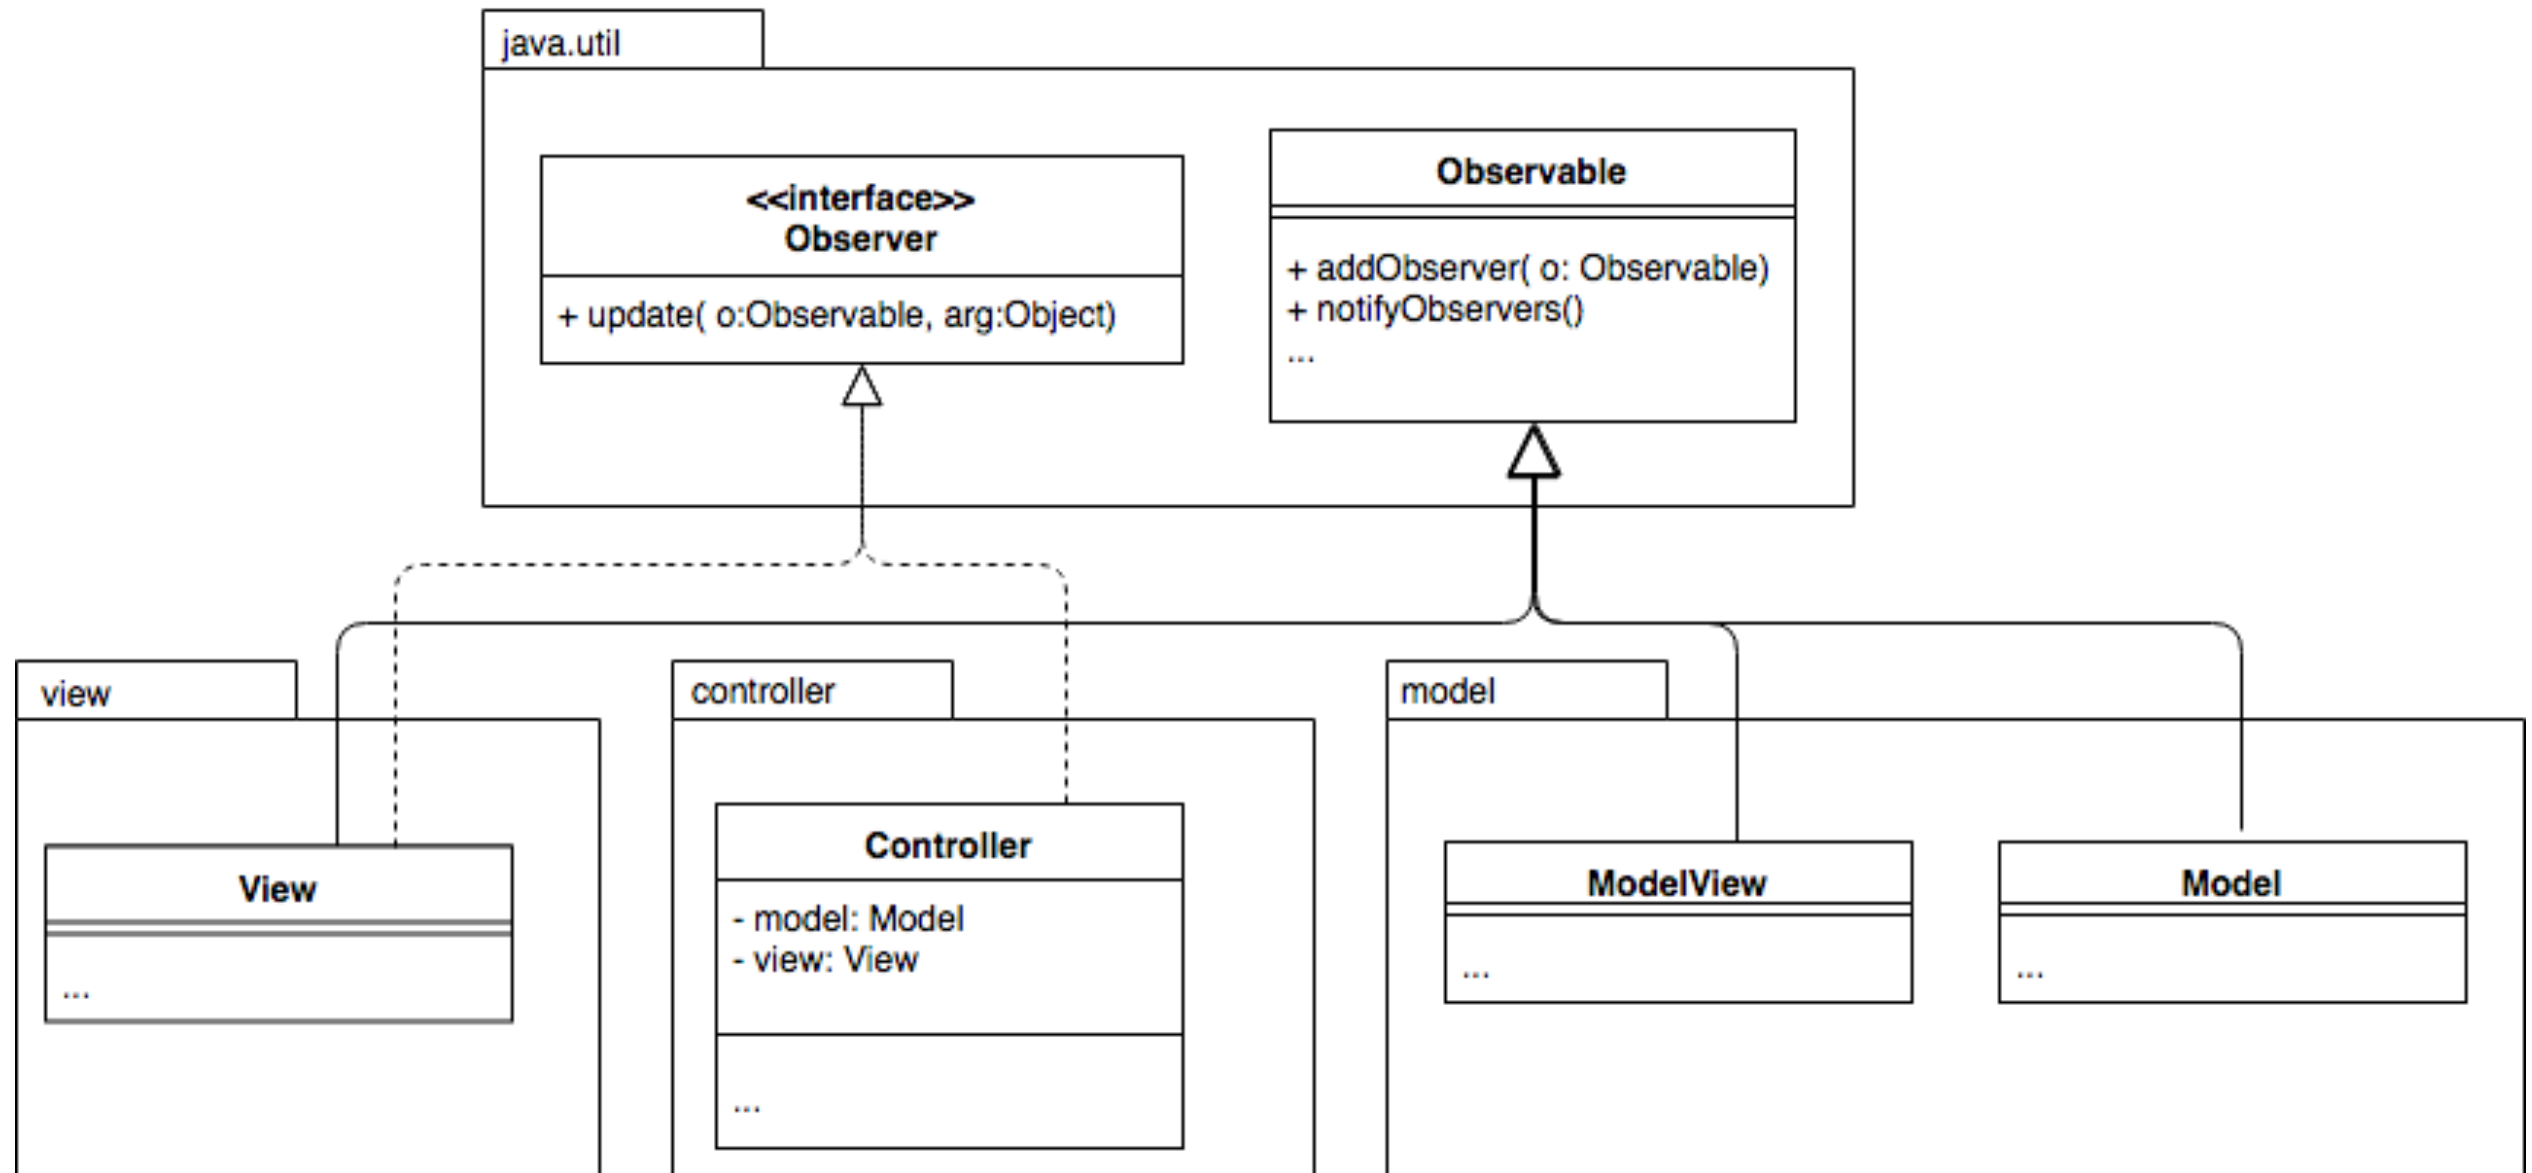 java.util
<<interface>>
Observer
+ update( o:Observable, arg:Object)
Observable
+ addObserver( o: Observable)
+ notifyObservers()
...
view
View
...
controller
Controller
- model: Model
- view: View
...
model
ModelView
...
Model
...